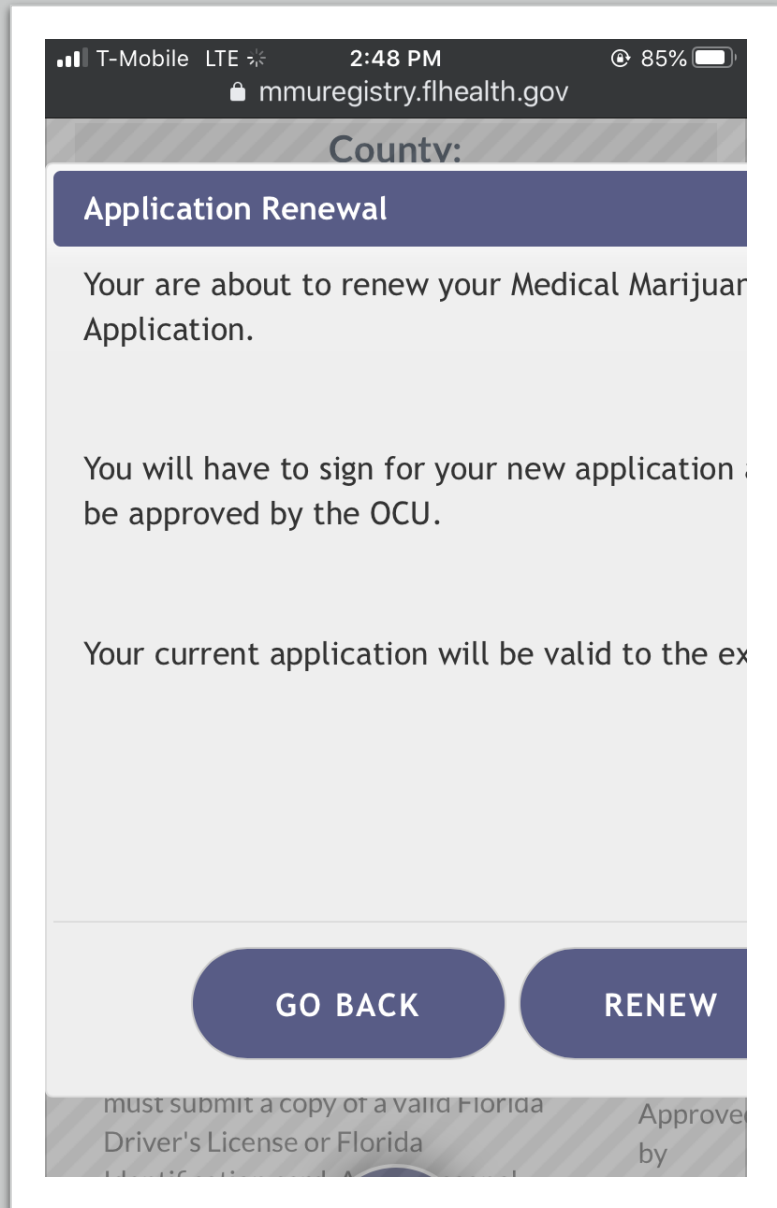 T-Mobile LTE 2:48 PM 85%
mmuregistry.flhealth.gov
County:
Application Renewal
Your are about to renew your Medical Marijuan
Application.
You will have to sign for your new application
be approved by the OCU.
Your current application will be valid to the ex
GO BACK RENEW
must submit a copy of a valid Florida
Approved
Driver's License or Florida
by